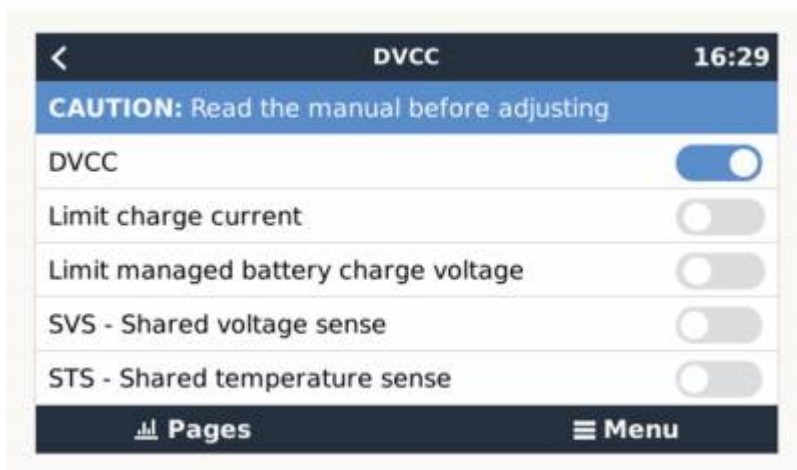 DVCC 16:29
CAUTION: Read the manual before adjusting
DVCC
Limit charge current
Limit managed battery charge voltage
SVS - Shared voltage sense
STS - Shared temperature sense
Pages Menu